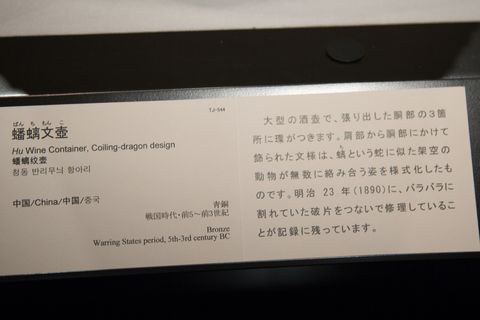 TJ-544
ばん ち もん こ
蟠螭文壺
Hu Wine Container, Coiling-dragon design
蟠螭纹壶
청동 반리무늬 항아리
中国/China/中国/중국
青銅
戦国時代・前5～前3世紀
Bronze
Warring States period, 5th-3rd century BC
大型の酒壺で、張り出した胴部の3箇
所に環がつきます。肩部から胴部にかけて
ち
飾られた文様は、螭という蛇に似た架空の
動物が無数に絡み合う姿を様式化したも
のです。明治 23 年(1890)に、バラバラに
割れていた破片をつないで修理しているこ
とが記録に残っています。